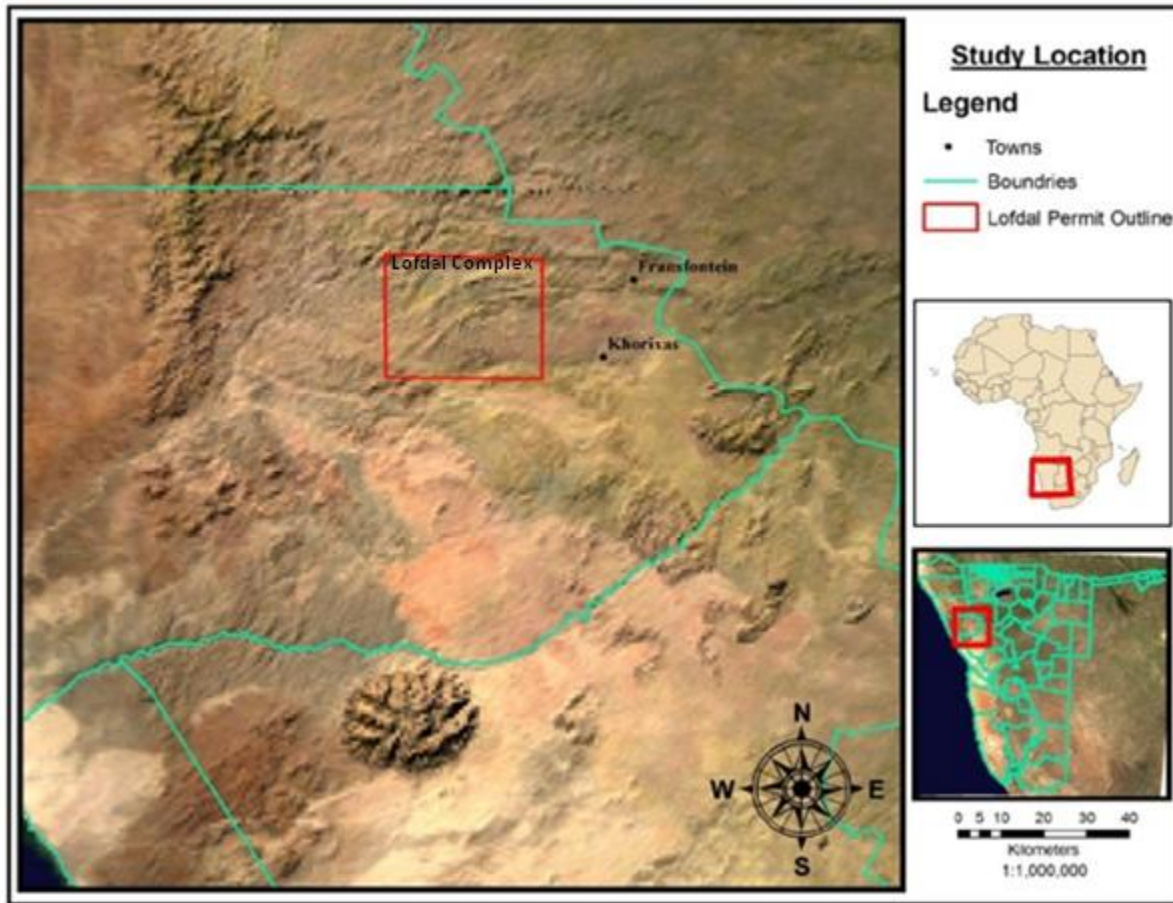 Study Location
Legend
Towns
Boundries
Lofdal Permit Outline
Lofdal Complex
Fransfontein
Khorixas
N
W E
S
0 5 10 20 30 40
Kilometers
1:1,000,000